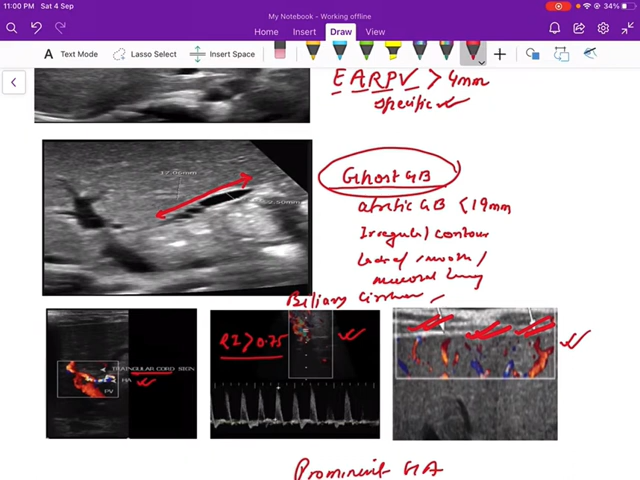 11:00 PM Sat 4 Sep
34%
My Notebook - Working offline
Home Insert Draw View
Text Mode Lasso Select Insert Space
EARPV > 4mm
specific
Ghost GB
atretic GB < 19mm
Irregular contour
lack of smooth /
mucosal lining
Biliary Cirrhosis
TRIANGULAR CORD SIGN
HA
PV
RI > 0.75
Prominent HA